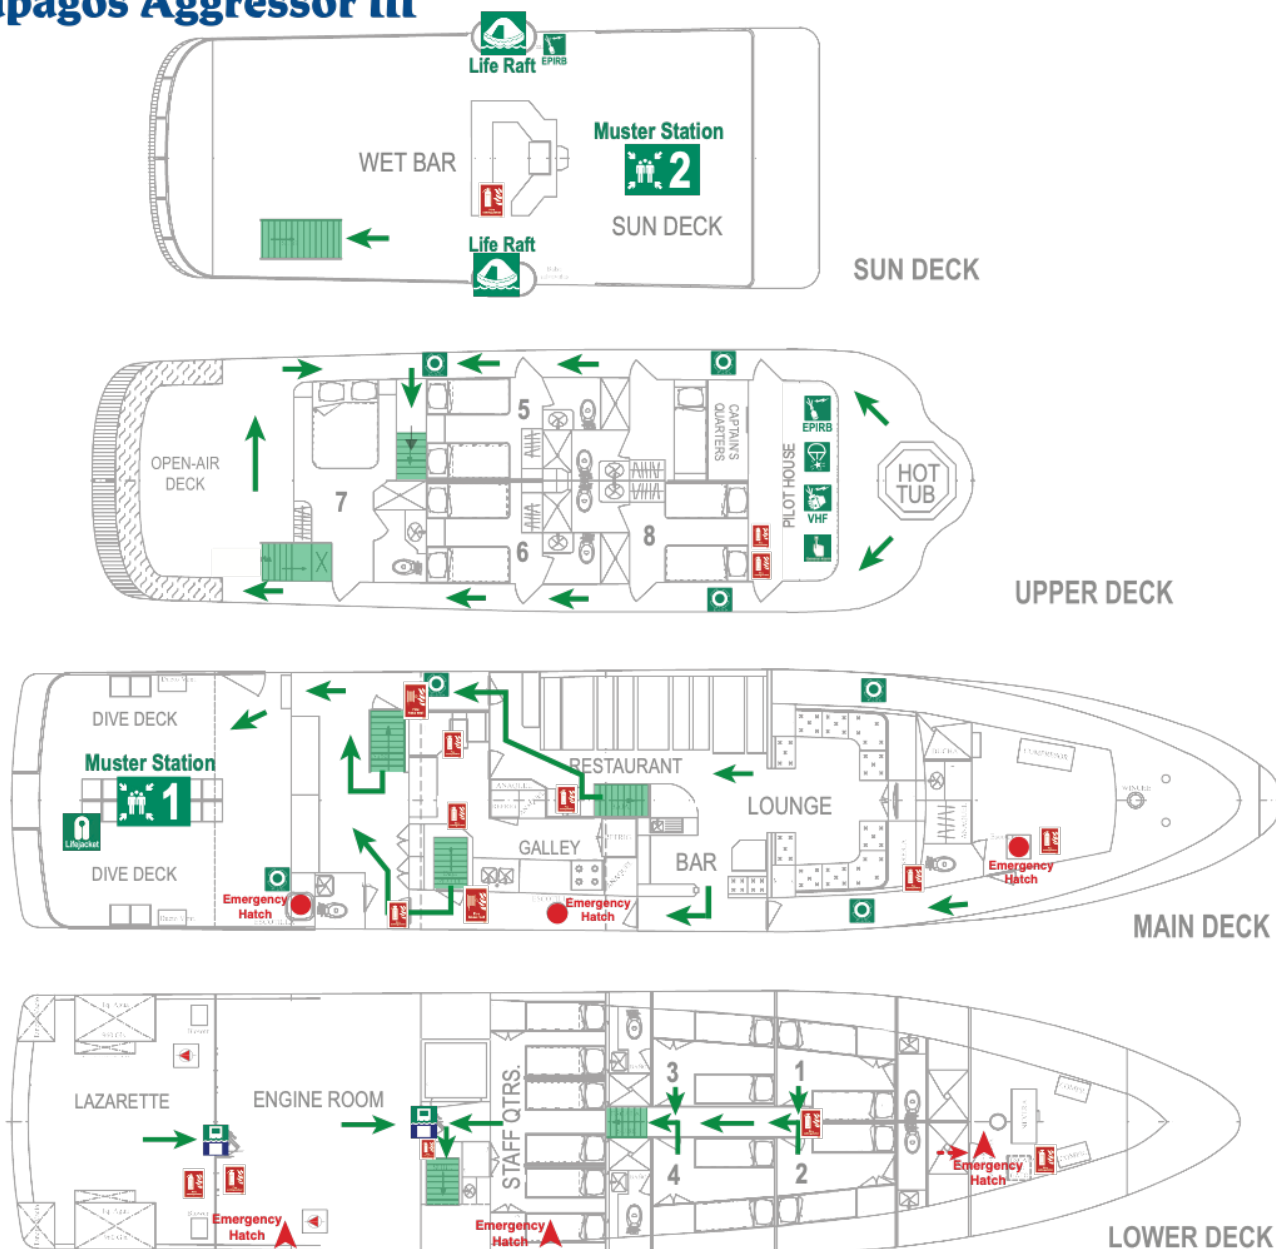 pagos Aggressor III
Life Raft
EPIRB
Muster Station
2
WET BAR
SUN DECK
Life Raft
SUN DECK
5
CAPTAIN'S
QUARTERS
EPIRB
OPEN-AIR
DECK
7
PILOT HOUSE
HOT
TUB
VHF
6
8
UPPER DECK
DIVE DECK
Muster Station
1
RESTAURANT
LOUNGE
Lifejacket
GALLEY
BAR
DIVE DECK
Emergency
Hatch
Emergency
Hatch
Emergency
Hatch
MAIN DECK
LAZARETTE
ENGINE ROOM
STAFF QTRS.
3
1
4
2
Emergency
Hatch
Emergency
Hatch
Emergency
Hatch
LOWER DECK